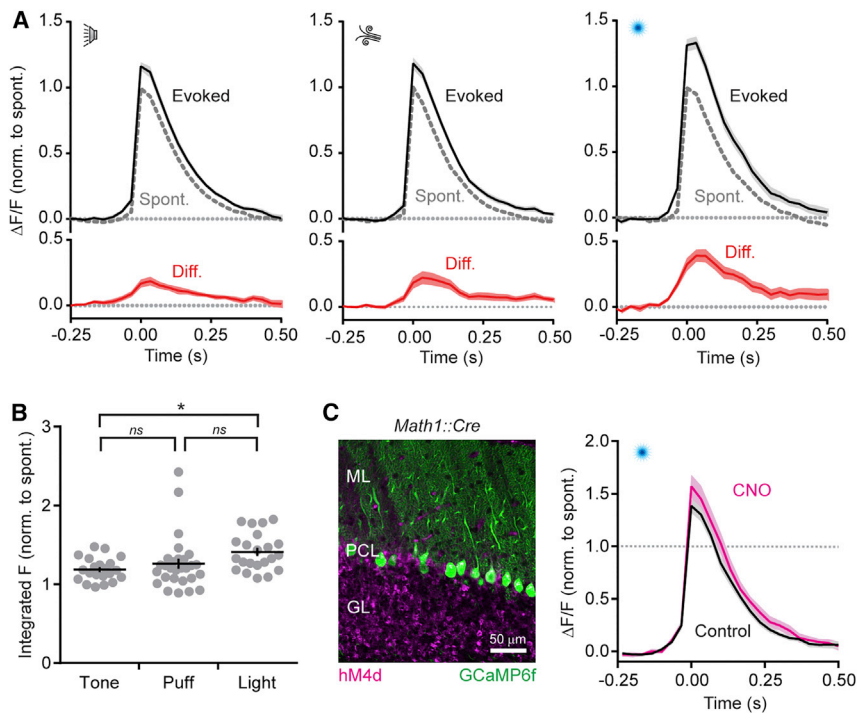 A
ΔF/F (norm. to spont.)
1.5
1.0
0.5
0.0
Evoked
Spont.
0.5
0.0
Diff.
-0.25 0.00 0.25 0.50
Time (s)
1.5
1.0
0.5
0.0
Evoked
Spont.
0.5
0.0
Diff.
-0.25 0.00 0.25 0.50
Time (s)
1.5
1.0
0.5
0.0
Evoked
Spont.
0.5
0.0
Diff.
-0.25 0.00 0.25 0.50
Time (s)
B
Integrated F (norm. to spont.)
3
2
1
0
*
ns ns
Tone Puff Light
C
Math1::Cre
ML
PCL
GL
50 μm
hM4d GCaMP6f
ΔF/F (norm. to spont.)
2.0
1.5
1.0
0.5
0.0
CNO
Control
-0.25 0.00 0.25 0.50
Time (s)